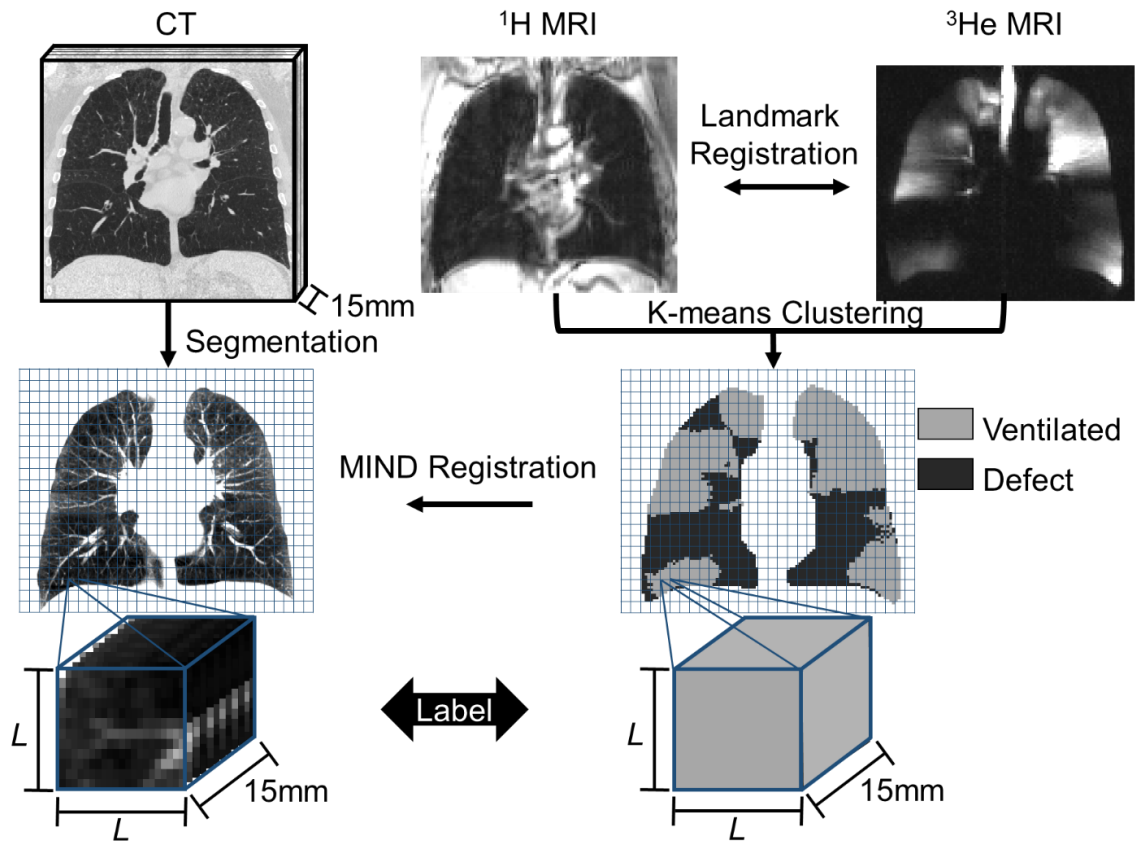 CT
¹H MRI
³He MRI
Landmark
Registration
15mm
K-means Clustering
Segmentation
MIND Registration
Ventilated
Defect
L
Label
L
15mm
15mm
L
L